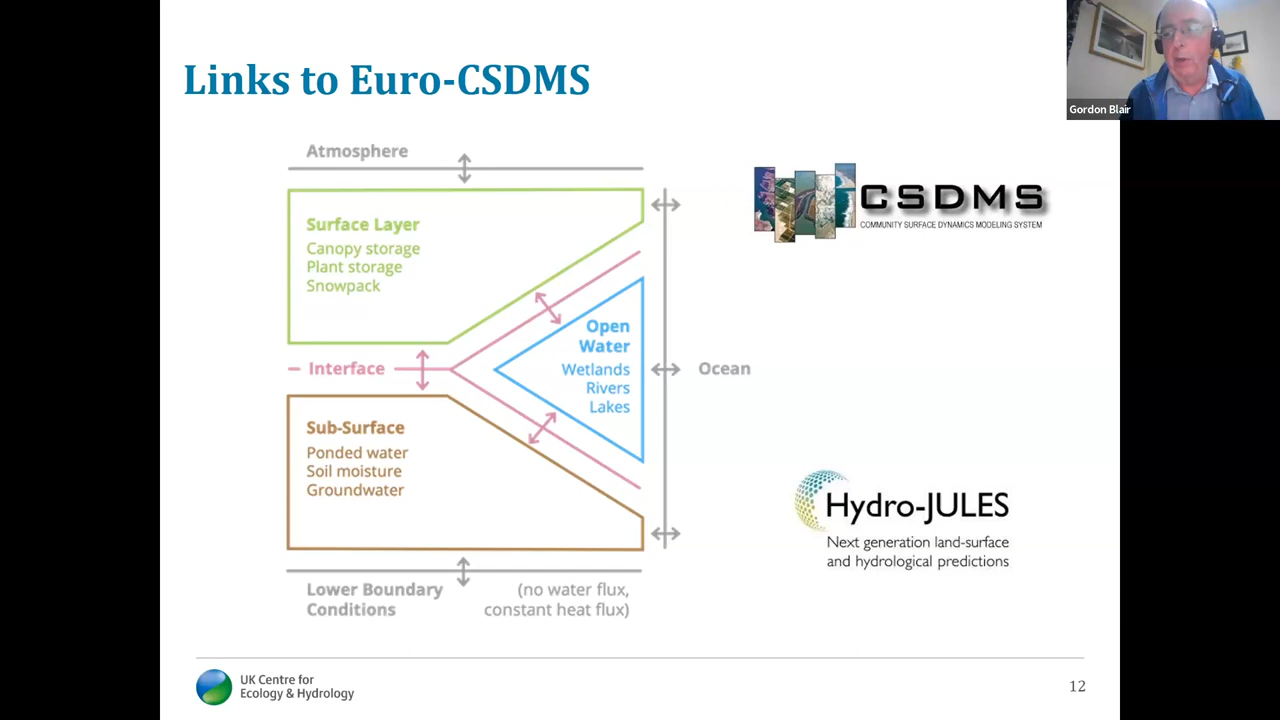 Links to Euro-CSDMS
Gordon Blair
Atmosphere
Surface Layer
Canopy storage
Plant storage
Snowpack
Interface
Open
Water
Wetlands
Rivers
Lakes
Ocean
Sub-Surface
Ponded water
Soil moisture
Groundwater
Lower Boundary
Conditions
(no water flux,
constant heat flux)
CSDMS
COMMUNITY SURFACE DYNAMICS MODELING SYSTEM
Hydro-JULES
Next generation land-surface
and hydrological predictions
UK Centre for
Ecology & Hydrology
12